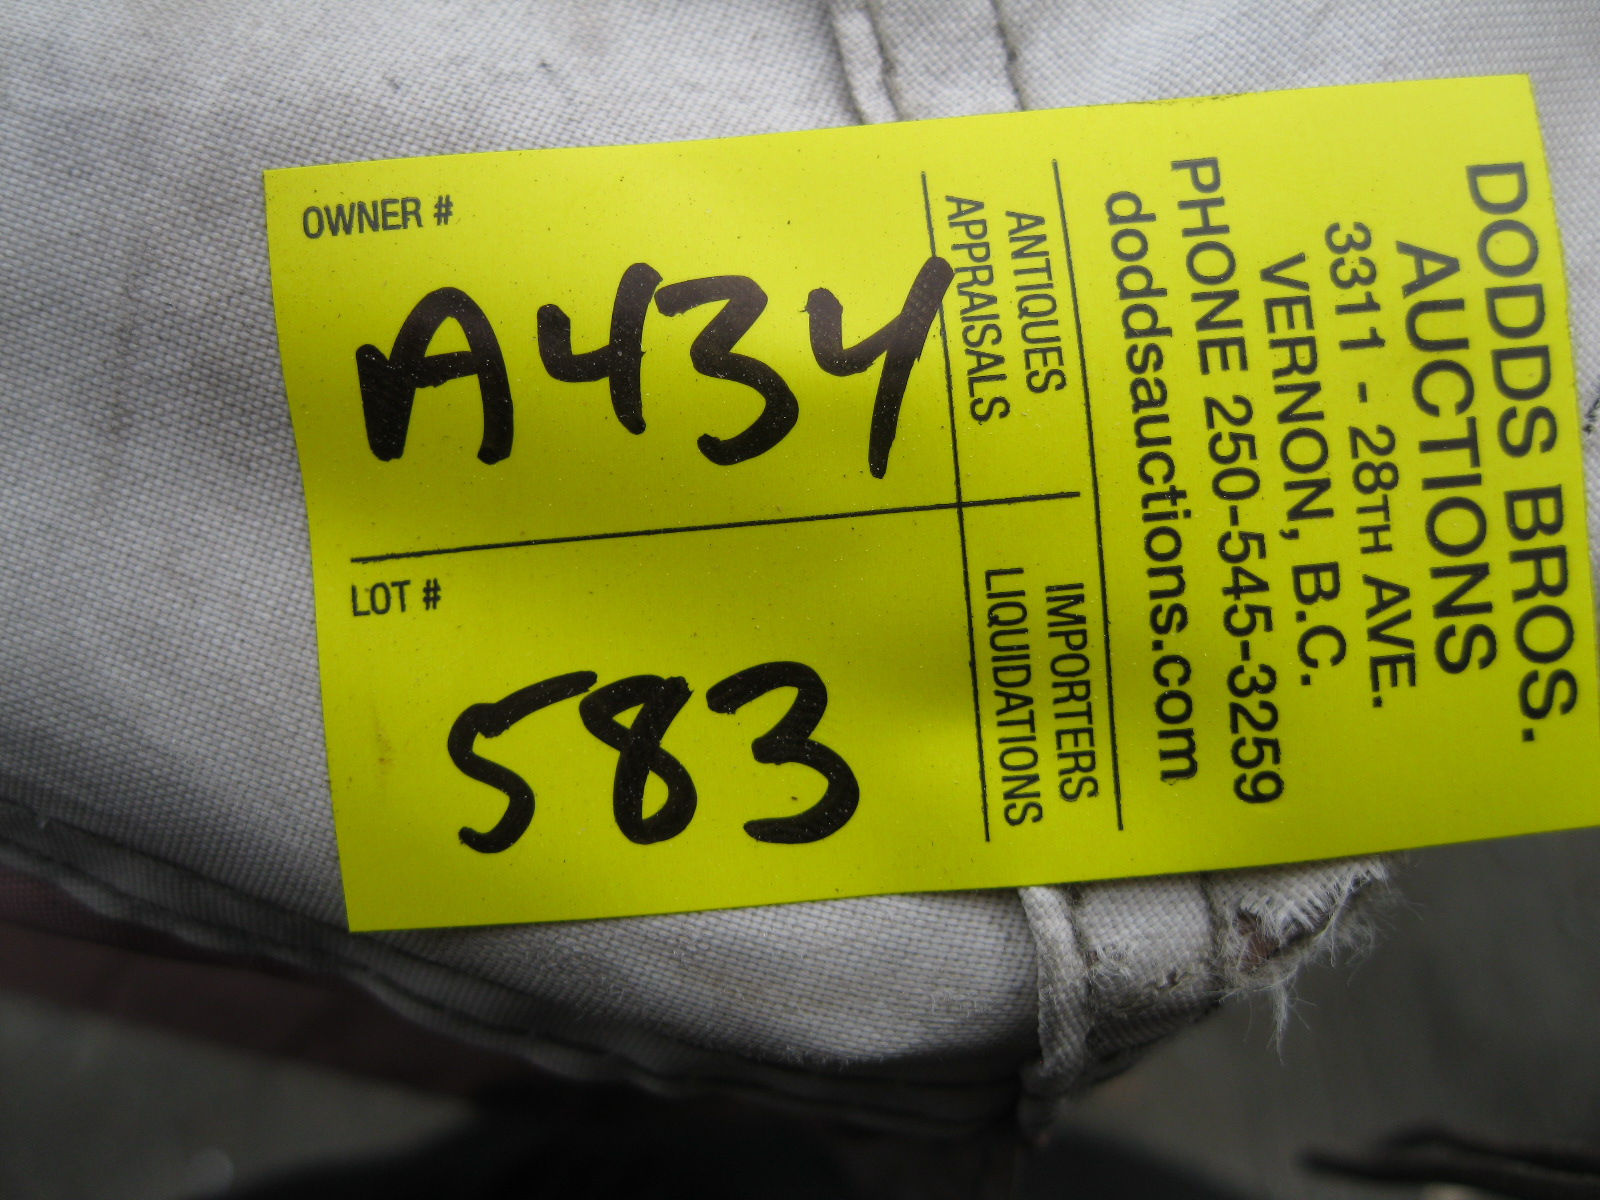 DODDS BROS.
AUCTIONS
3311 - 28TH AVE.
VERNON, B.C.
PHONE 250-545-3259
doddsauctions.com
ANTIQUES
APPRAISALS
IMPORTERS
LIQUIDATIONS
OWNER #
A434
LOT #
583